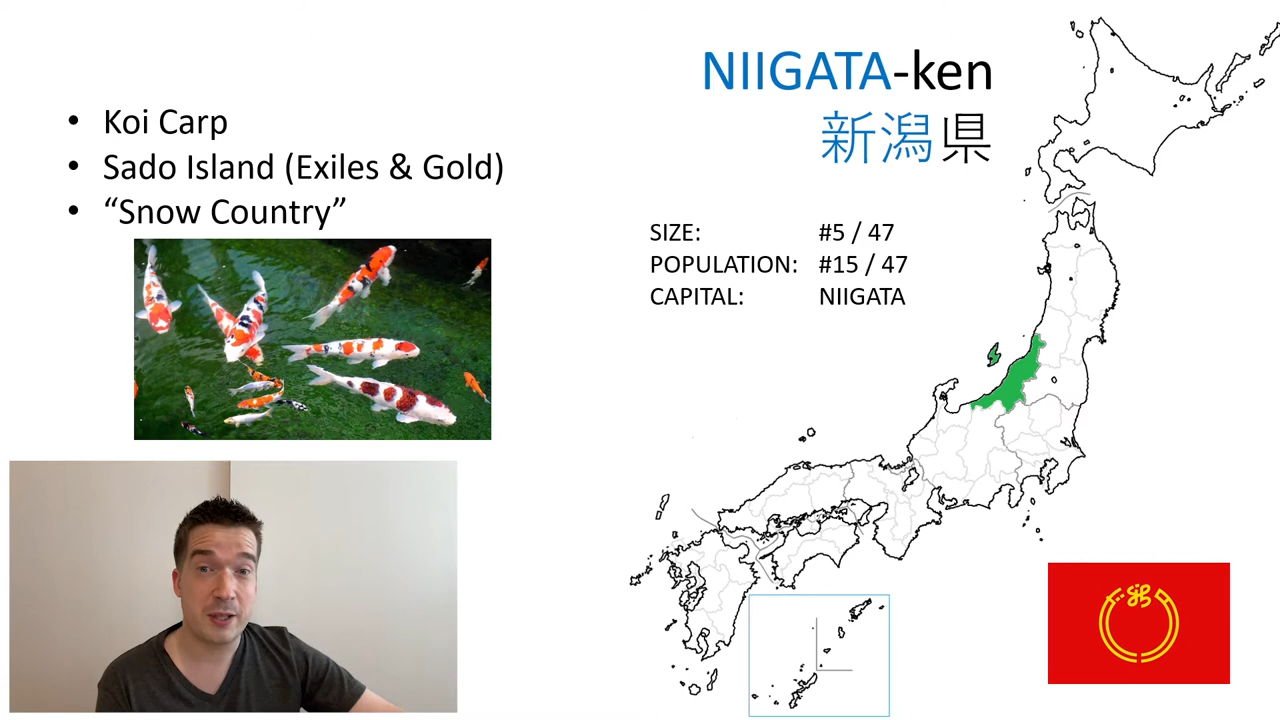 • Koi Carp
• Sado Island (Exiles & Gold)
• “Snow Country”
NIIGATA-ken
新潟県
SIZE: #5 / 47
POPULATION: #15 / 47
CAPITAL: NIIGATA